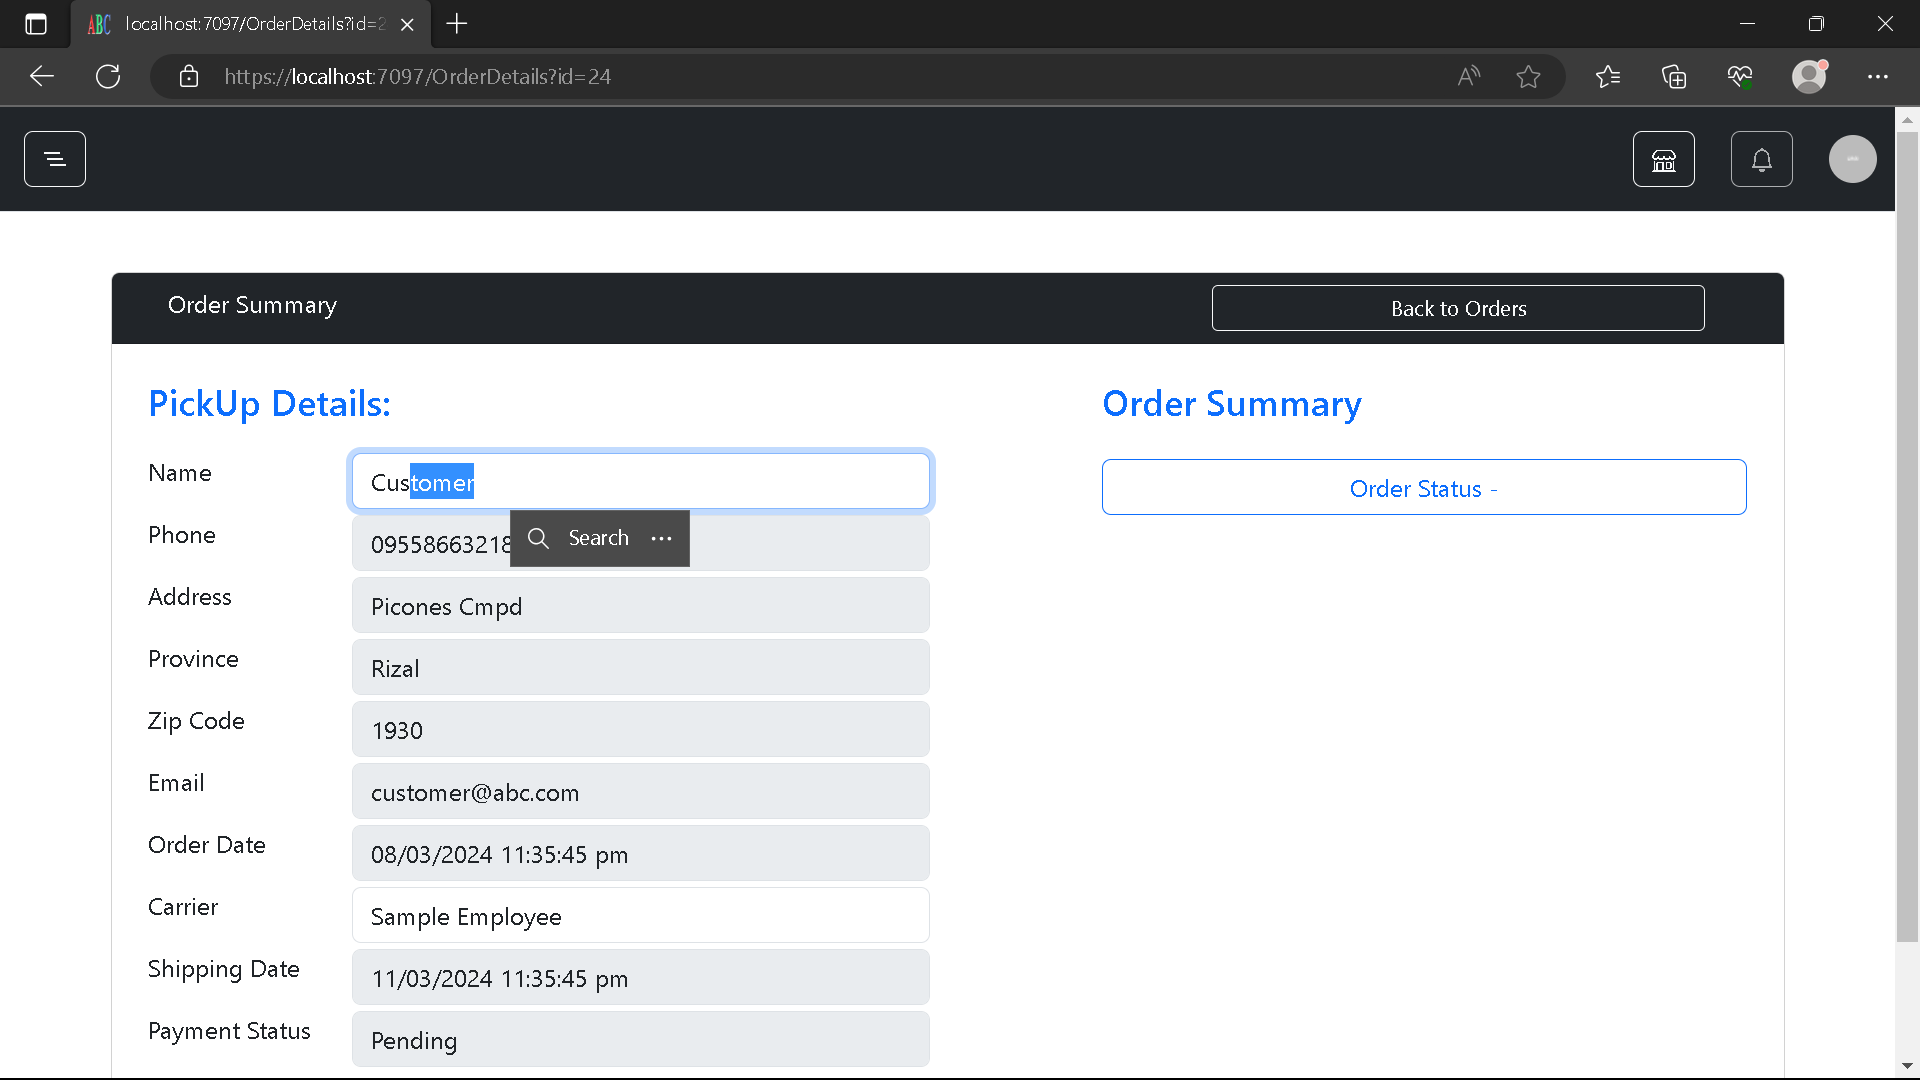 ABC localhost:7097/OrderDetails?id=2
https://localhost:7097/OrderDetails?id=24
Order Summary
Back to Orders
PickUp Details:
Order Summary
Name
Customer
Order Status -
Phone
09558663218
Search
Address
Picones Cmpd
Province
Rizal
Zip Code
1930
Email
customer@abc.com
Order Date
08/03/2024 11:35:45 pm
Carrier
Sample Employee
Shipping Date
11/03/2024 11:35:45 pm
Payment Status
Pending